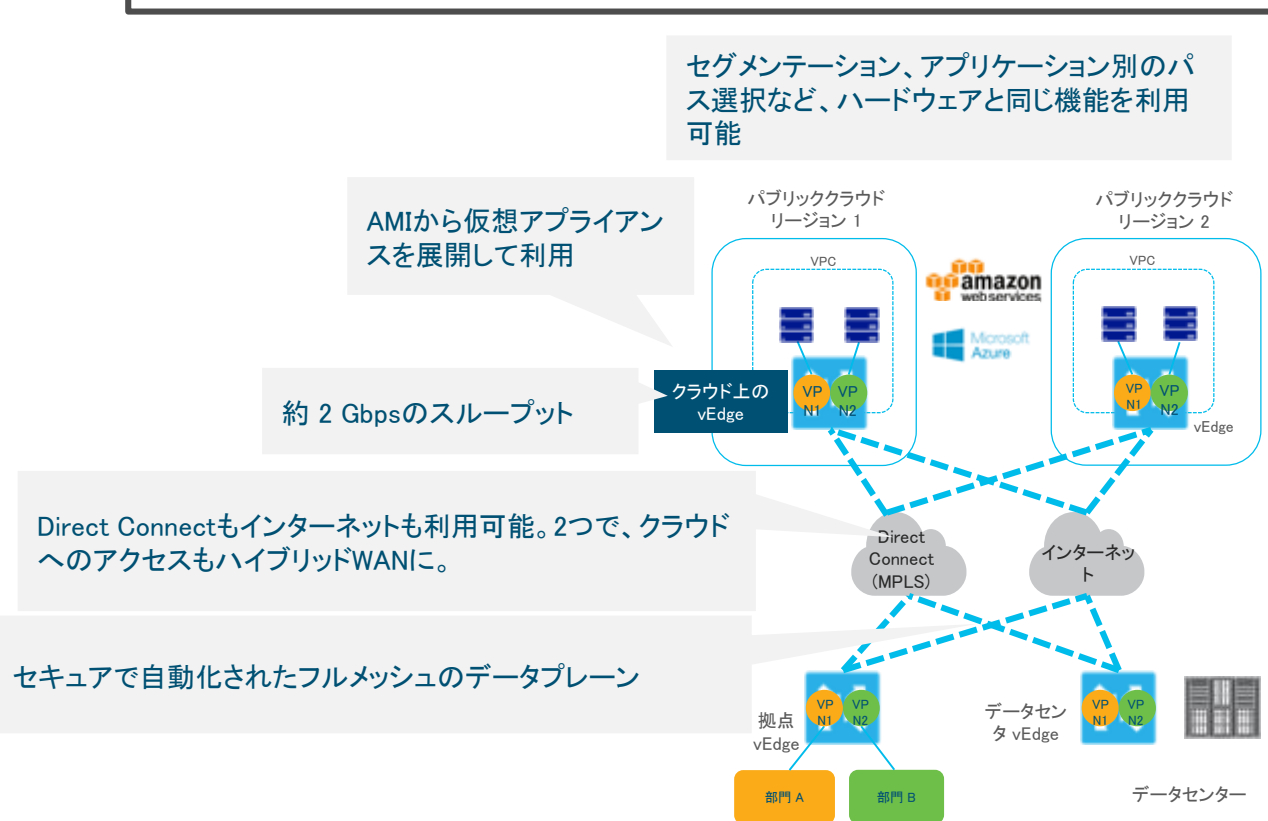 セグメンテーション、アプリケーション別のパ
ス選択など、ハードウェアと同じ機能を利用
可能
AMIから仮想アプライアン
スを展開して利用
約 2 Gbpsのスループット
Direct Connectもインターネットも利用可能。2つで、クラウド
へのアクセスもハイブリッドWANに。
セキュアで自動化されたフルメッシュのデータプレーン
パブリッククラウド
リージョン 1
パブリッククラウド
リージョン 2
VPC
VPC
amazon
webservices
Microsoft
Azure
クラウド上の
vEdge
VP
N1
VP
N2
VP
N1
VP
N2
vEdge
Direct
Connect
(MPLS)
インターネッ
ト
拠点
vEdge
VP
N1
VP
N2
データセン
タ vEdge
VP
N1
VP
N2
部門 A
部門 B
データセンター